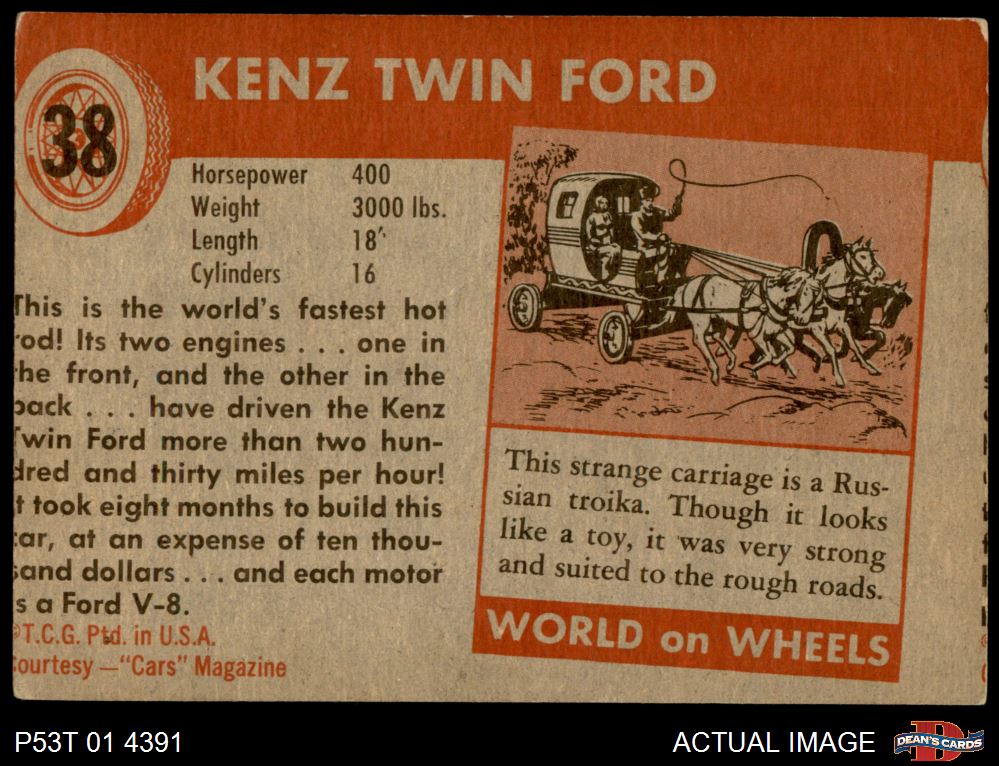 38
KENZ TWIN FORD
Horsepower 400
Weight 3000 lbs.
Length 18'
Cylinders 16
This is the world's fastest hot
rod! Its two engines . . . one in
the front, and the other in the
back . . . have driven the Kenz
Twin Ford more than two hun-
dred and thirty miles per hour!
It took eight months to build this
car, at an expense of ten thou-
sand dollars . . . and each motor
is a Ford V-8.
©T.C.G. Ptd. in U.S.A.
Courtesy —"Cars" Magazine
This strange carriage is a Rus-
sian troika. Though it looks
like a toy, it was very strong
and suited to the rough roads.
WORLD on WHEELS
P53T 01 4391
ACTUAL IMAGE
DEAN'S CARDS